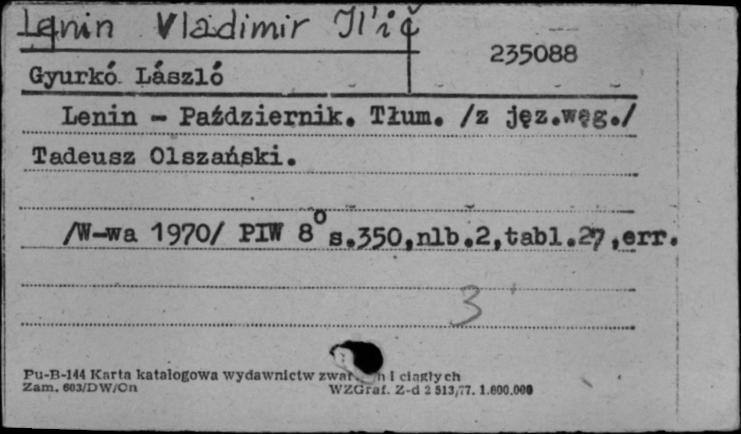 Lenin Vladimir Il'ič
235088
Gyurkó László
Lenin - Październik. Tłum. /z jęz.węg./
Tadeusz Olszański.
/W-wa 1970/ PIW 8° s.350,nlb.2,tabl.27,err.
3
Pu-B-144 Karta katalogowa wydawnictw i ciągłych
Zam. 603/DW/Cn WZGraf. Z-d 2 513/77. 1.600.000